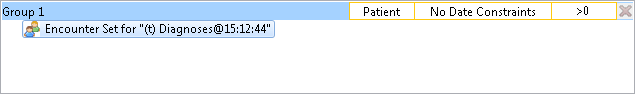 Group 1 Patient No Date Constraints >0
Encounter Set for "(t) Diagnoses@15:12:44"